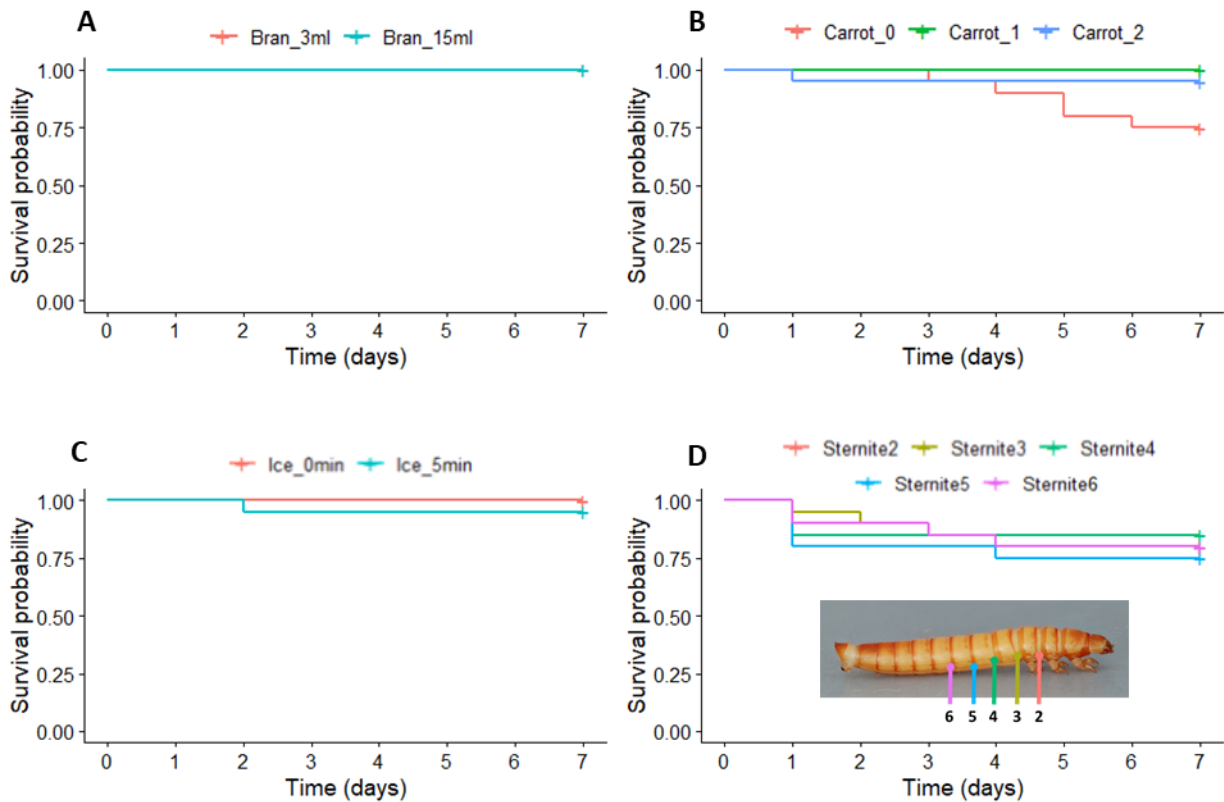 A
Bran_3ml Bran_15ml
1.00
0.75
0.50
0.25
0.00
Survival probability
0 1 2 3 4 5 6 7
Time (days)
B
Carrot_0 Carrot_1 Carrot_2
1.00
0.75
0.50
0.25
0.00
Survival probability
0 1 2 3 4 5 6 7
Time (days)
C
Ice_0min Ice_5min
1.00
0.75
0.50
0.25
0.00
Survival probability
0 1 2 3 4 5 6 7
Time (days)
D
Sternite2 Sternite3 Sternite4
Sternite5 Sternite6
1.00
0.75
0.50
0.25
0.00
Survival probability
6 5 4 3 2
0 1 2 3 4 5 6 7
Time (days)